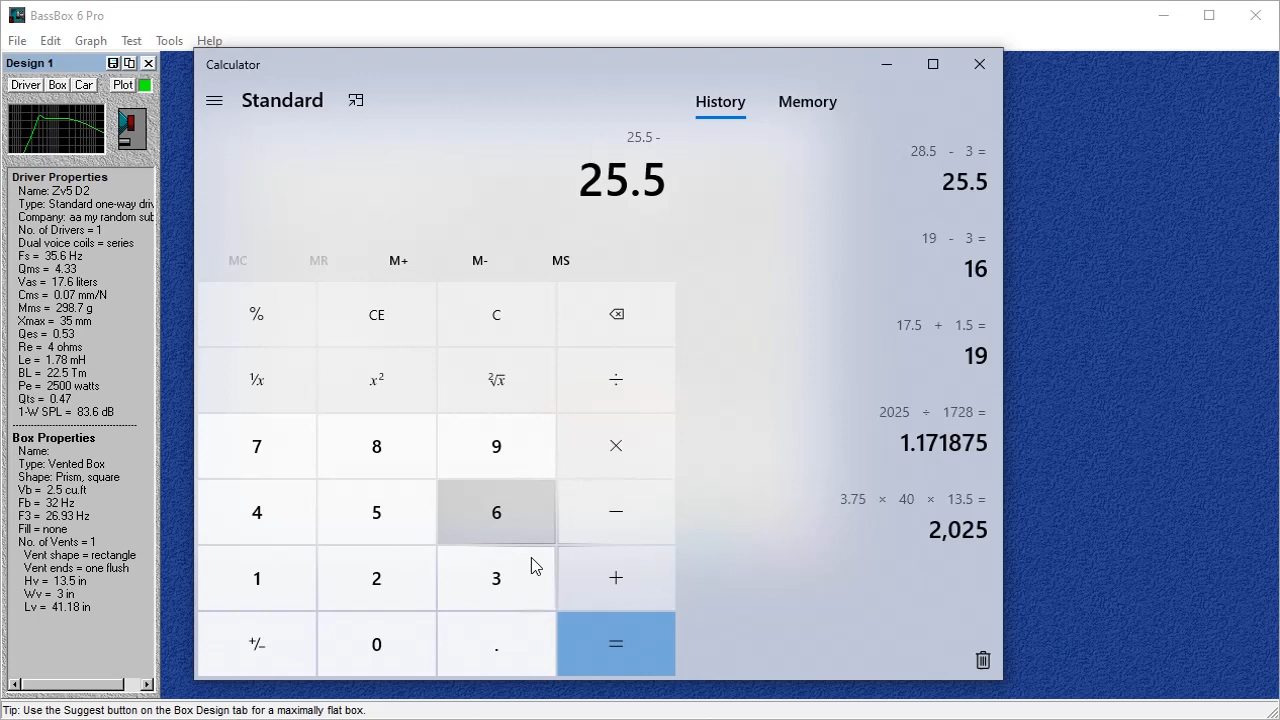 BassBox 6 Pro
File Edit Graph Test Tools Help
Design 1
Driver Box Car Plot
Driver Properties
Name: Zv5 D2
Type: Standard one-way driv
Company: aa my random sub
No. of Drivers = 1
Dual voice coils = series
Fs = 35.6 Hz
Qms = 4.33
Vas = 17.6 liters
Cms = 0.07 mm/N
Mms = 298.7 g
Xmax = 35 mm
Qes = 0.53
Re = 4 ohms
Le = 1.78 mH
BL = 22.5 Tm
Pe = 2500 watts
Qts = 0.47
1-W SPL = 83.6 dB
Box Properties
Name:
Type: Vented Box
Shape: Prism, square
Vb = 2.5 cu.ft
Fb = 32 Hz
F3 = 26.93 Hz
Fill = none
No. of Vents = 1
Vent shape = rectangle
Vent ends = one flush
Hv = 13.5 in
Wv = 3 in
Lv = 41.18 in
Calculator
Standard
25.5 -
25.5
MC MR M+ M- MS
% CE C
¹/x x² ²√x ÷
7 8 9 ×
4 5 6 −
1 2 3 +
+/− 0 . =
History Memory
28.5 - 3 =
25.5
19 - 3 =
16
17.5 + 1.5 =
19
2025 ÷ 1728 =
1.171875
3.75 × 40 × 13.5 =
2,025
Tip: Use the Suggest button on the Box Design tab for a maximally flat box.